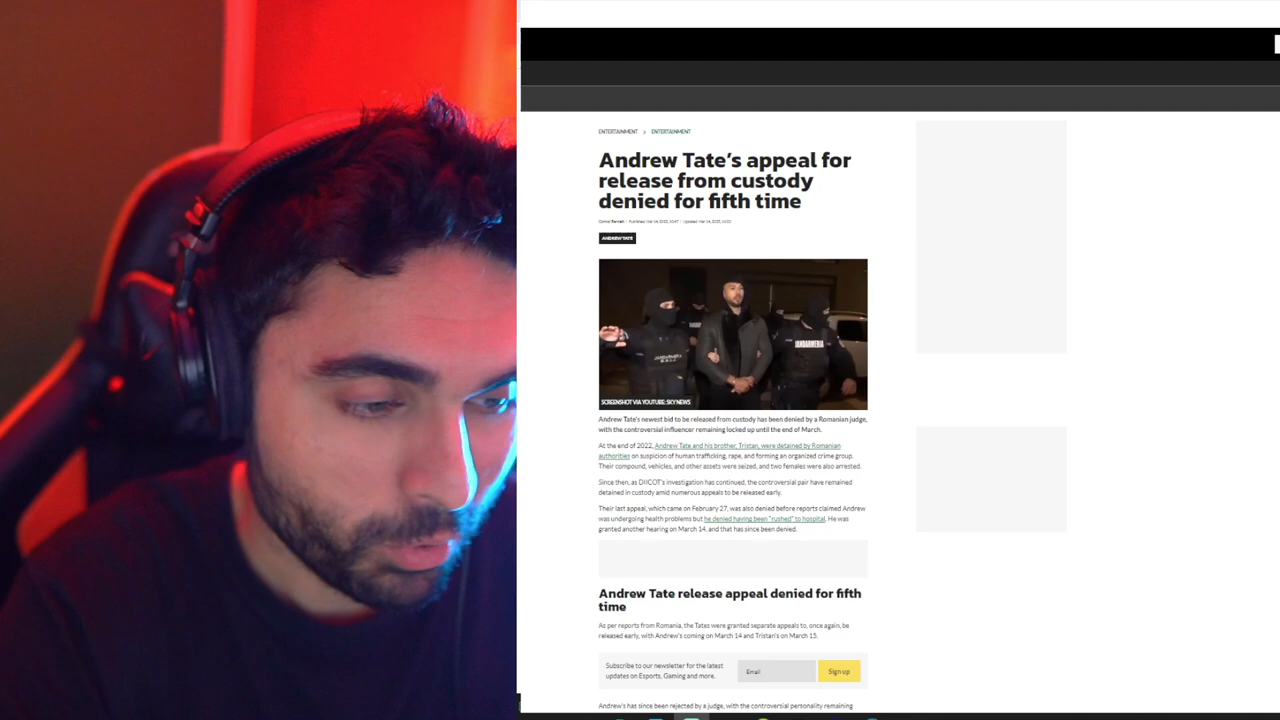 ENTERTAINMENT > ENTERTAINMENT
Andrew Tate's appeal for
release from custody
denied for fifth time
ANDREW TATE
JANDARMERIA
JANDARMERIA
SCREENSHOT VIA YOUTUBE: SKY NEWS
Andrew Tate's newest bid to be released from custody has been denied by a Romanian judge,
with the controversial influencer remaining locked up until the end of March.
At the end of 2022, Andrew Tate and his brother, Tristan, were detained by Romanian
authorities on suspicion of human trafficking, rape, and forming an organized crime group.
Their compound, vehicles, and other assets were seized, and two females were also arrested.
Since then, as DIICOT's investigation has continued, the controversial pair have remained
detained in custody amid numerous appeals to be released early.
Their last appeal, which came on February 27, was also denied before reports claimed Andrew
was undergoing health problems but he denied having been "rushed" to hospital. He was
granted another hearing on March 14, and that has since been denied.
Andrew Tate release appeal denied for fifth
time
As per reports from Romania, the Tates were granted separate appeals to, once again, be
released early, with Andrew's coming on March 14 and Tristan's on March 15.
Subscribe to our newsletter for the latest
updates on Esports, Gaming and more.
Email
Sign up
Andrew's has since been rejected by a judge, with the controversial personality remaining